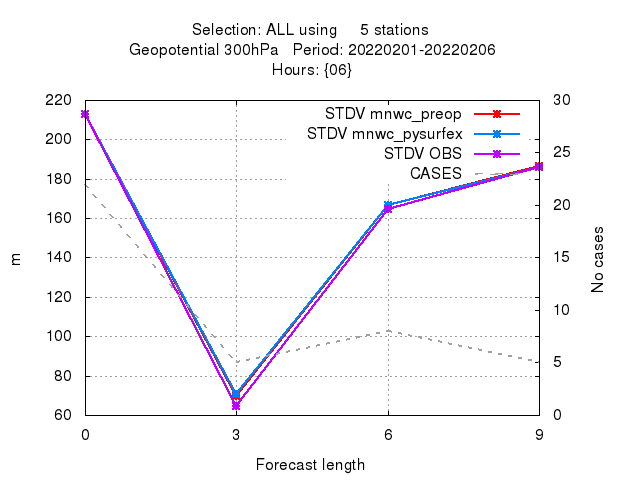 Selection: ALL using     5 stations
Geopotential 300hPa   Period: 20220201-20220206
Hours: {06}
220
200
180
160
140
120
100
80
60
30
25
20
15
10
5
0
STDV mnwc_preop
STDV mnwc_pysurfex
STDV OBS
CASES
m
No cases
0
3
6
9
Forecast length